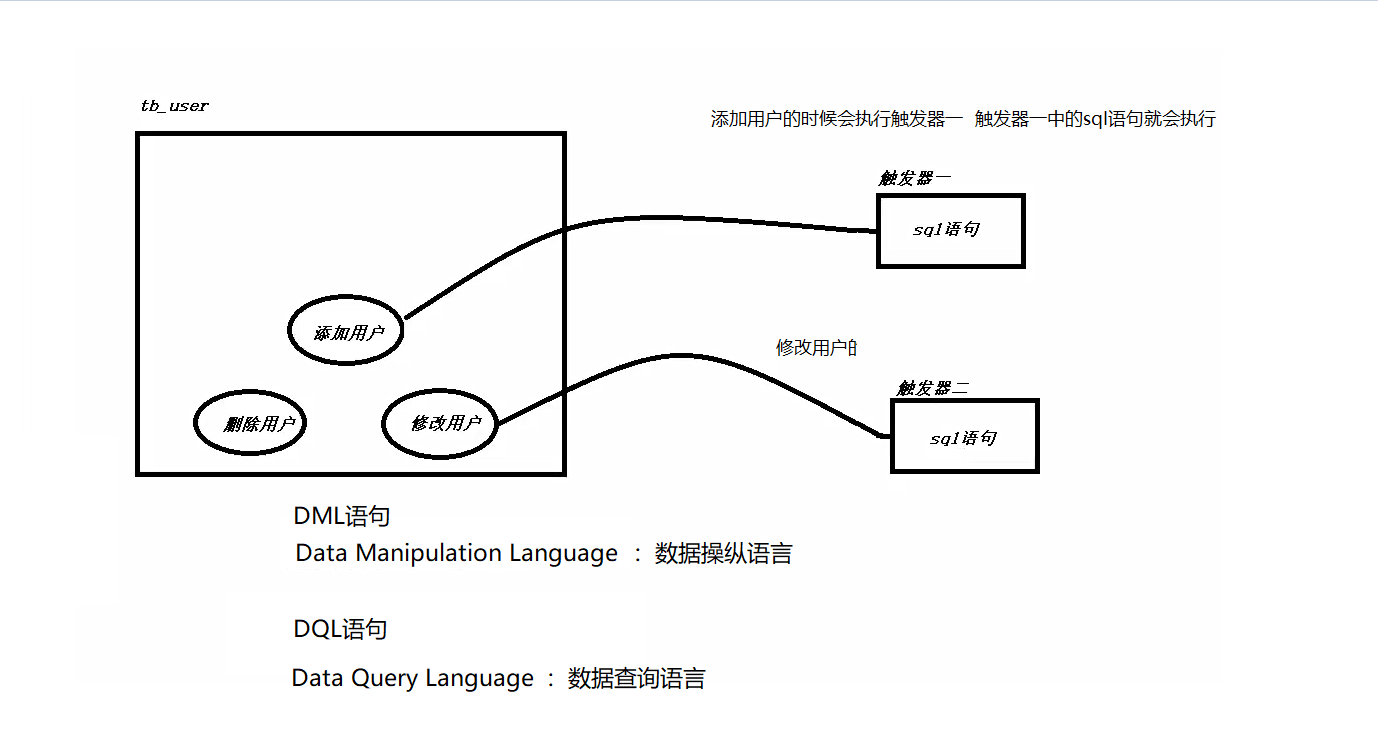 tb_user
添加用户的时候会执行触发器一 触发器一中的sql语句就会执行
触发器一
sql语句
添加用户
修改用户的
触发器二
删除用户
修改用户
sql语句
DML语句
Data Manipulation Language ： 数据操纵语言
DQL语句
Data Query Language ： 数据查询语言